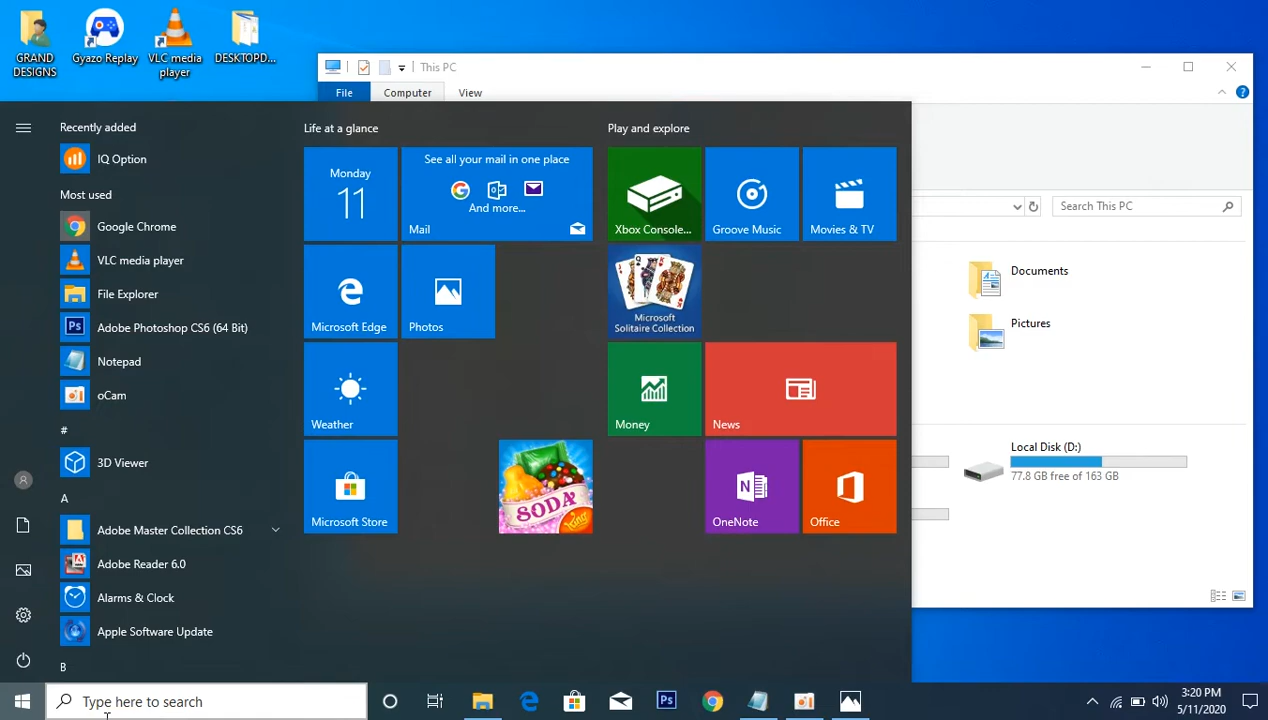 GRAND
DESIGNS
Gyazo Replay
VLC media
player
DESKTOPD...
This PC
File
Computer
View
Search This PC
Documents
Pictures
Local Disk (D:)
77.8 GB free of 163 GB
Recently added
IQ Option
Most used
Google Chrome
VLC media player
File Explorer
Ps
Adobe Photoshop CS6 (64 Bit)
Notepad
oCam
#
3D Viewer
A
Adobe Master Collection CS6
Adobe Reader 6.0
Alarms & Clock
Apple Software Update
B
Life at a glance
Monday
11
See all your mail in one place
And more...
Mail
Microsoft Edge
Photos
Weather
Microsoft Store
SODA
King
Play and explore
Xbox Console...
Groove Music
Movies & TV
Microsoft
Solitaire Collection
Money
News
N
OneNote
Office
Type here to search
Ps
3:20 PM
5/11/2020